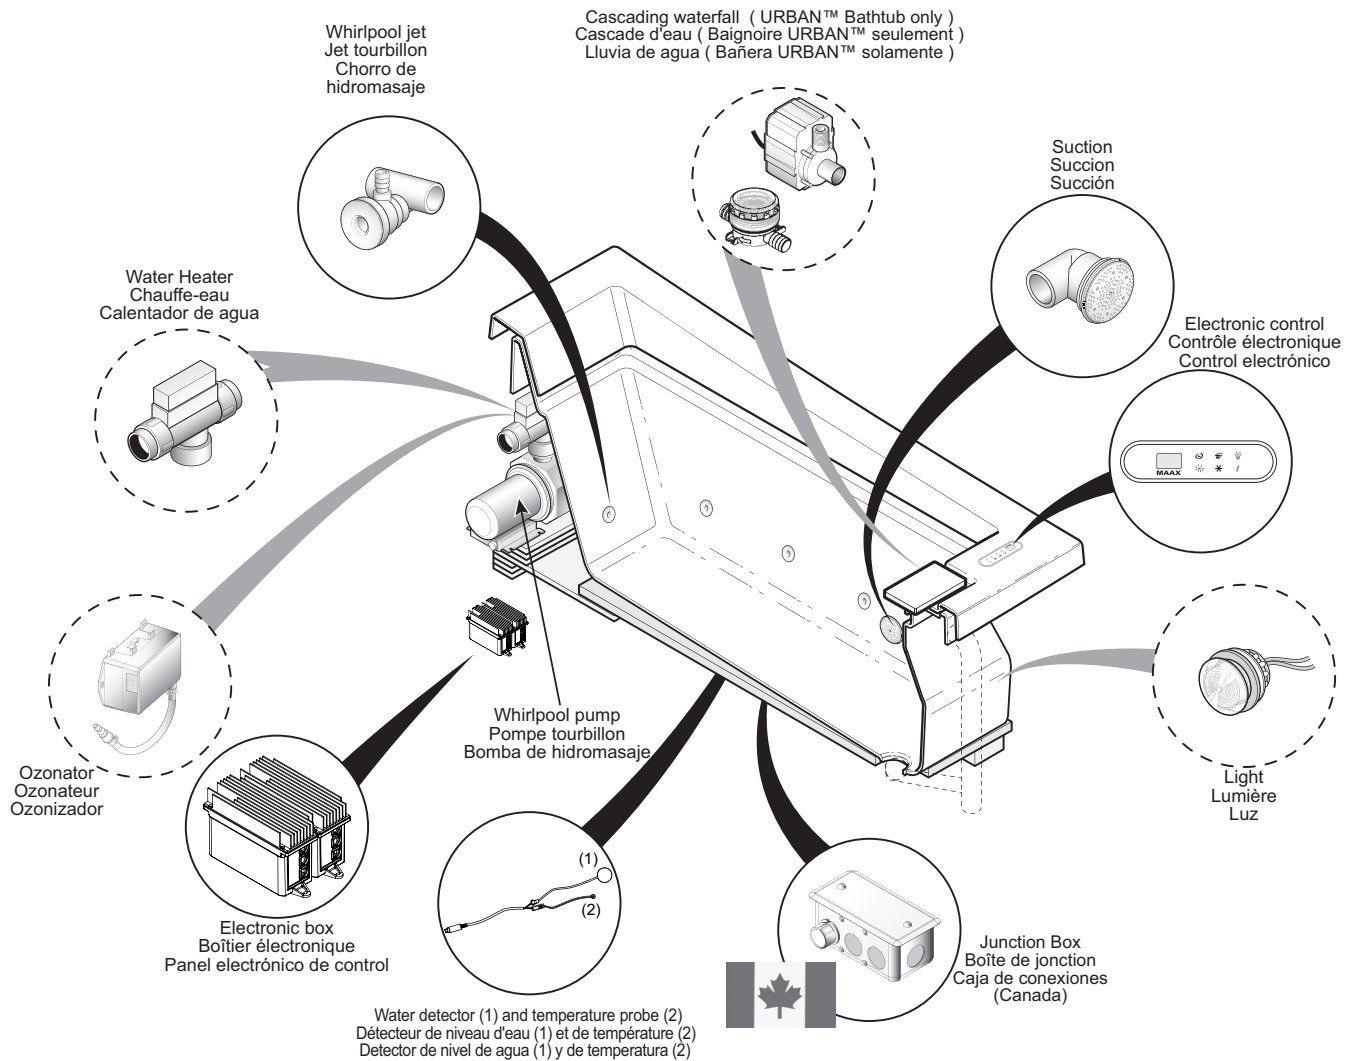 Cascading waterfall ( URBAN™ Bathtub only )
Cascade d'eau ( Baignoire URBAN™ seulement )
Lluvia de agua ( Bañera URBAN™ solamente )
Whirlpool jet
Jet tourbillon
Chorro de
hidromasaje
Suction
Succion
Succión
Water Heater
Chauffe-eau
Calentador de agua
Electronic control
Contrôle électronique
Control electrónico
MAAX
Whirlpool pump
Pompe tourbillon
Bomba de hidromasaje
Ozonator
Ozonateur
Ozonizador
Light
Lumière
Luz
(1)
(2)
Electronic box
Boîtier électronique
Panel electrónico de control
Junction Box
Boîte de jonction
Caja de conexiones
(Canada)
Water detector (1) and temperature probe (2)
Détecteur de niveau d'eau (1) et de température (2)
Detector de nivel de agua (1) y de temperatura (2)